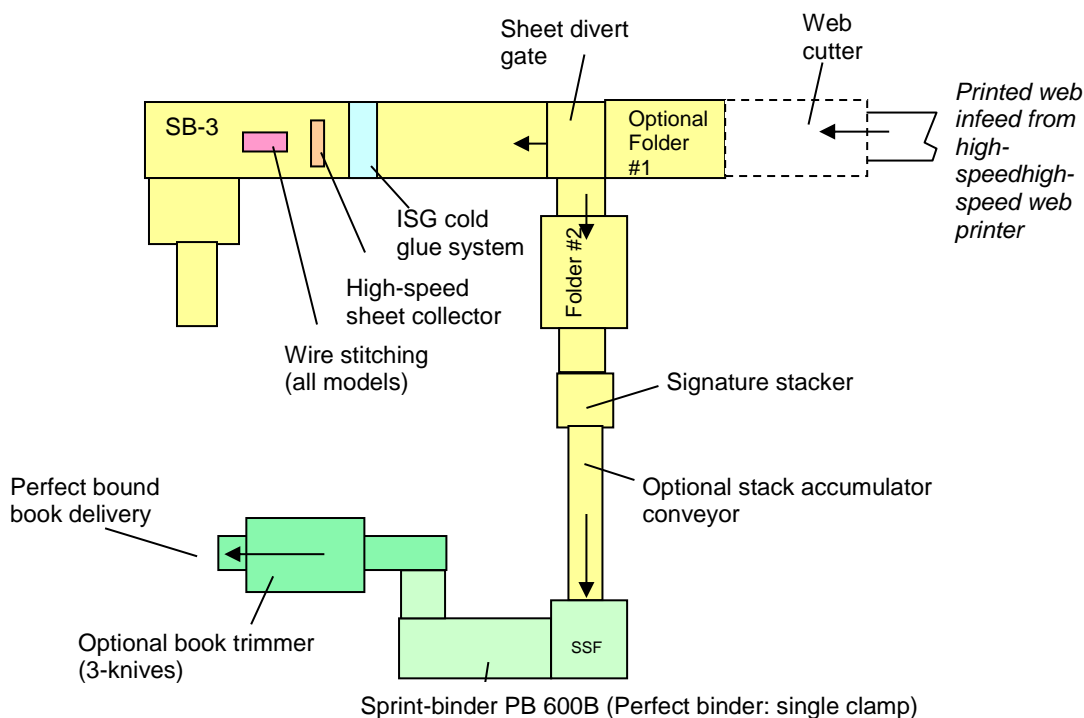 Sheet divert
gate
Web
cutter
Printed web
infeed from
high-
speedhigh-
speed web
printer
SB-3
Optional
Folder
#1
ISG cold
glue system
Folder #2
High-speed
sheet collector
Wire stitching
(all models)
Signature stacker
Optional stack accumulator
conveyor
Perfect bound
book delivery
Optional book trimmer
(3-knives)
SSF
Sprint-binder PB 600B (Perfect binder: single clamp)